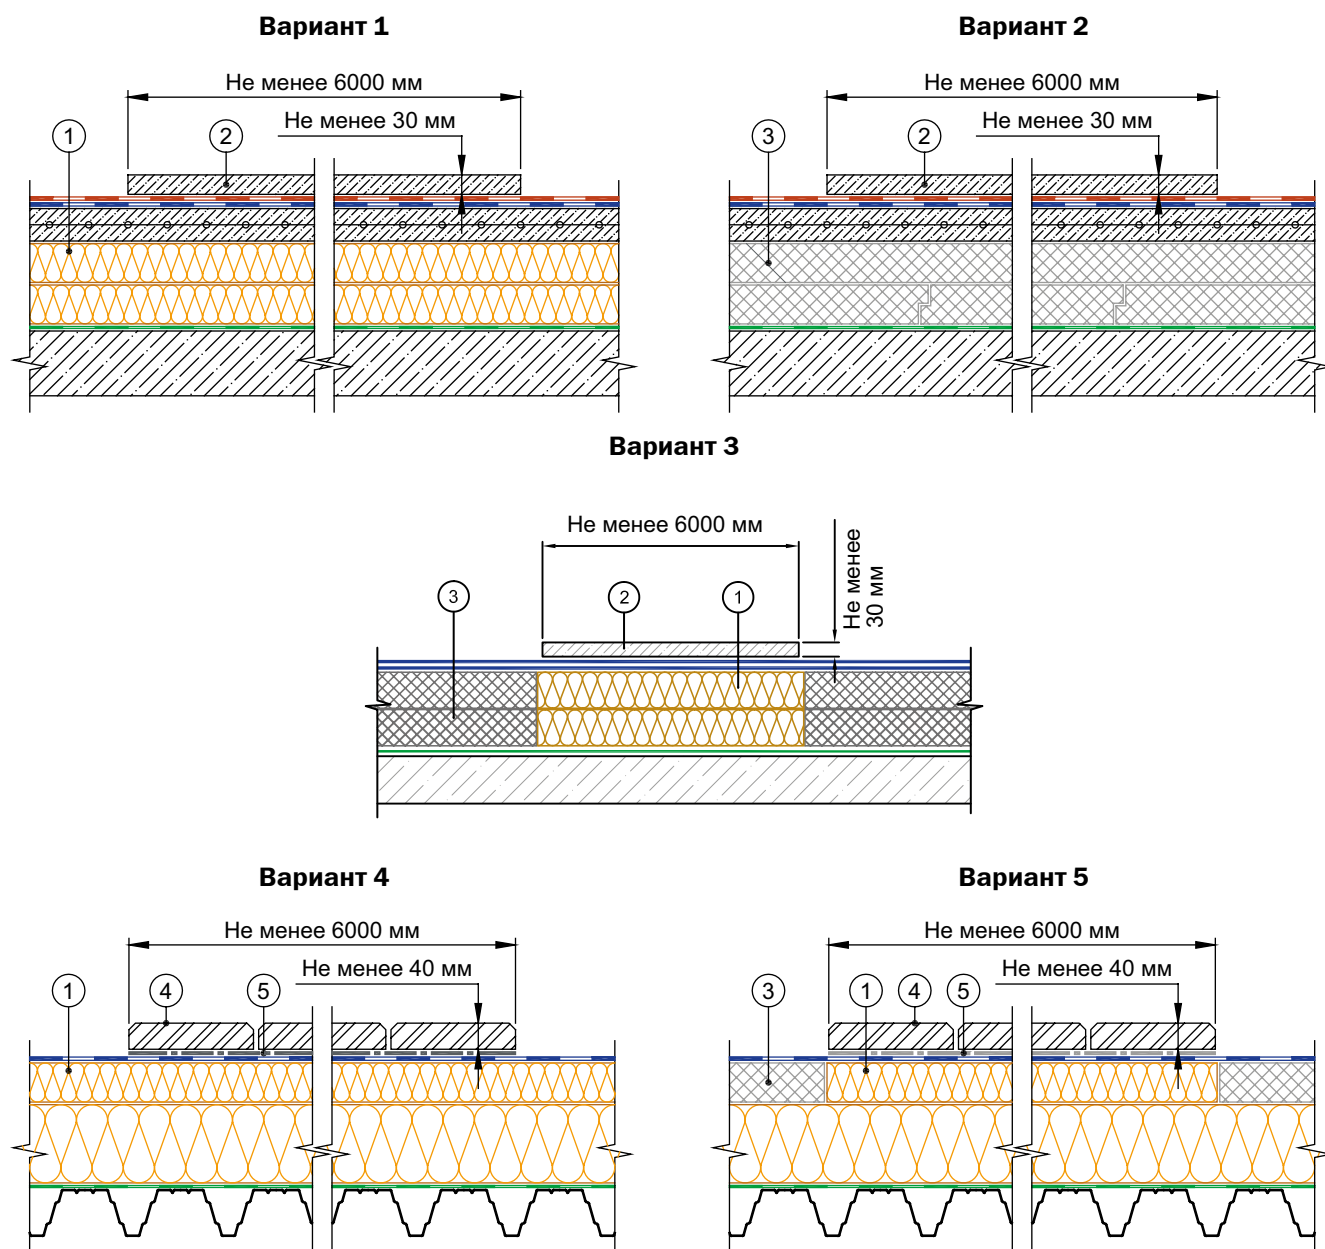 Вариант 1
Не менее 6000 мм
Не менее 30 мм
1
2
Вариант 2
Не менее 6000 мм
Не менее 30 мм
3
2
Вариант 3
Не менее 6000 мм
Не менее
30 мм
3
2
1
Вариант 4
Не менее 6000 мм
Не менее 40 мм
1
4
5
Вариант 5
Не менее 6000 мм
Не менее 40 мм
3
1
4
5